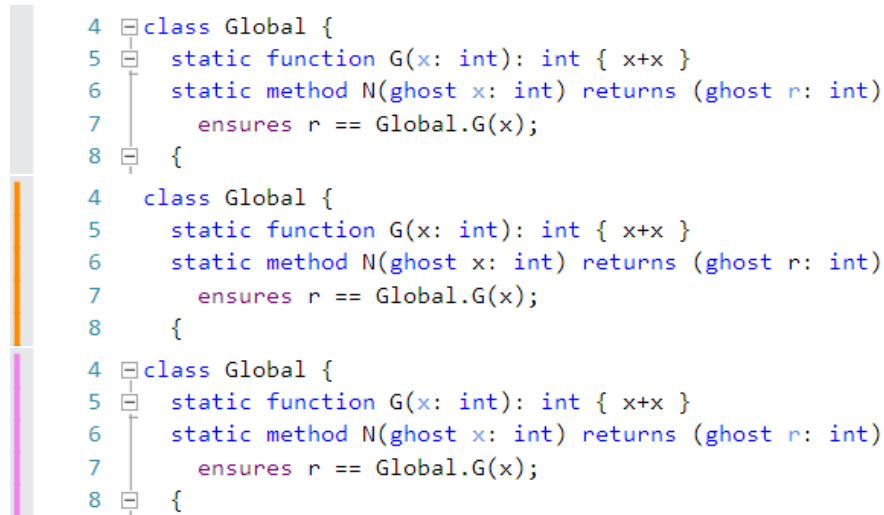 4 class Global {
5 static function G(x: int): int { x+x }
6 static method N(ghost x: int) returns (ghost r: int)
7 ensures r == Global.G(x);
8 {
4 class Global {
5 static function G(x: int): int { x+x }
6 static method N(ghost x: int) returns (ghost r: int)
7 ensures r == Global.G(x);
8 {
4 class Global {
5 static function G(x: int): int { x+x }
6 static method N(ghost x: int) returns (ghost r: int)
7 ensures r == Global.G(x);
8 {